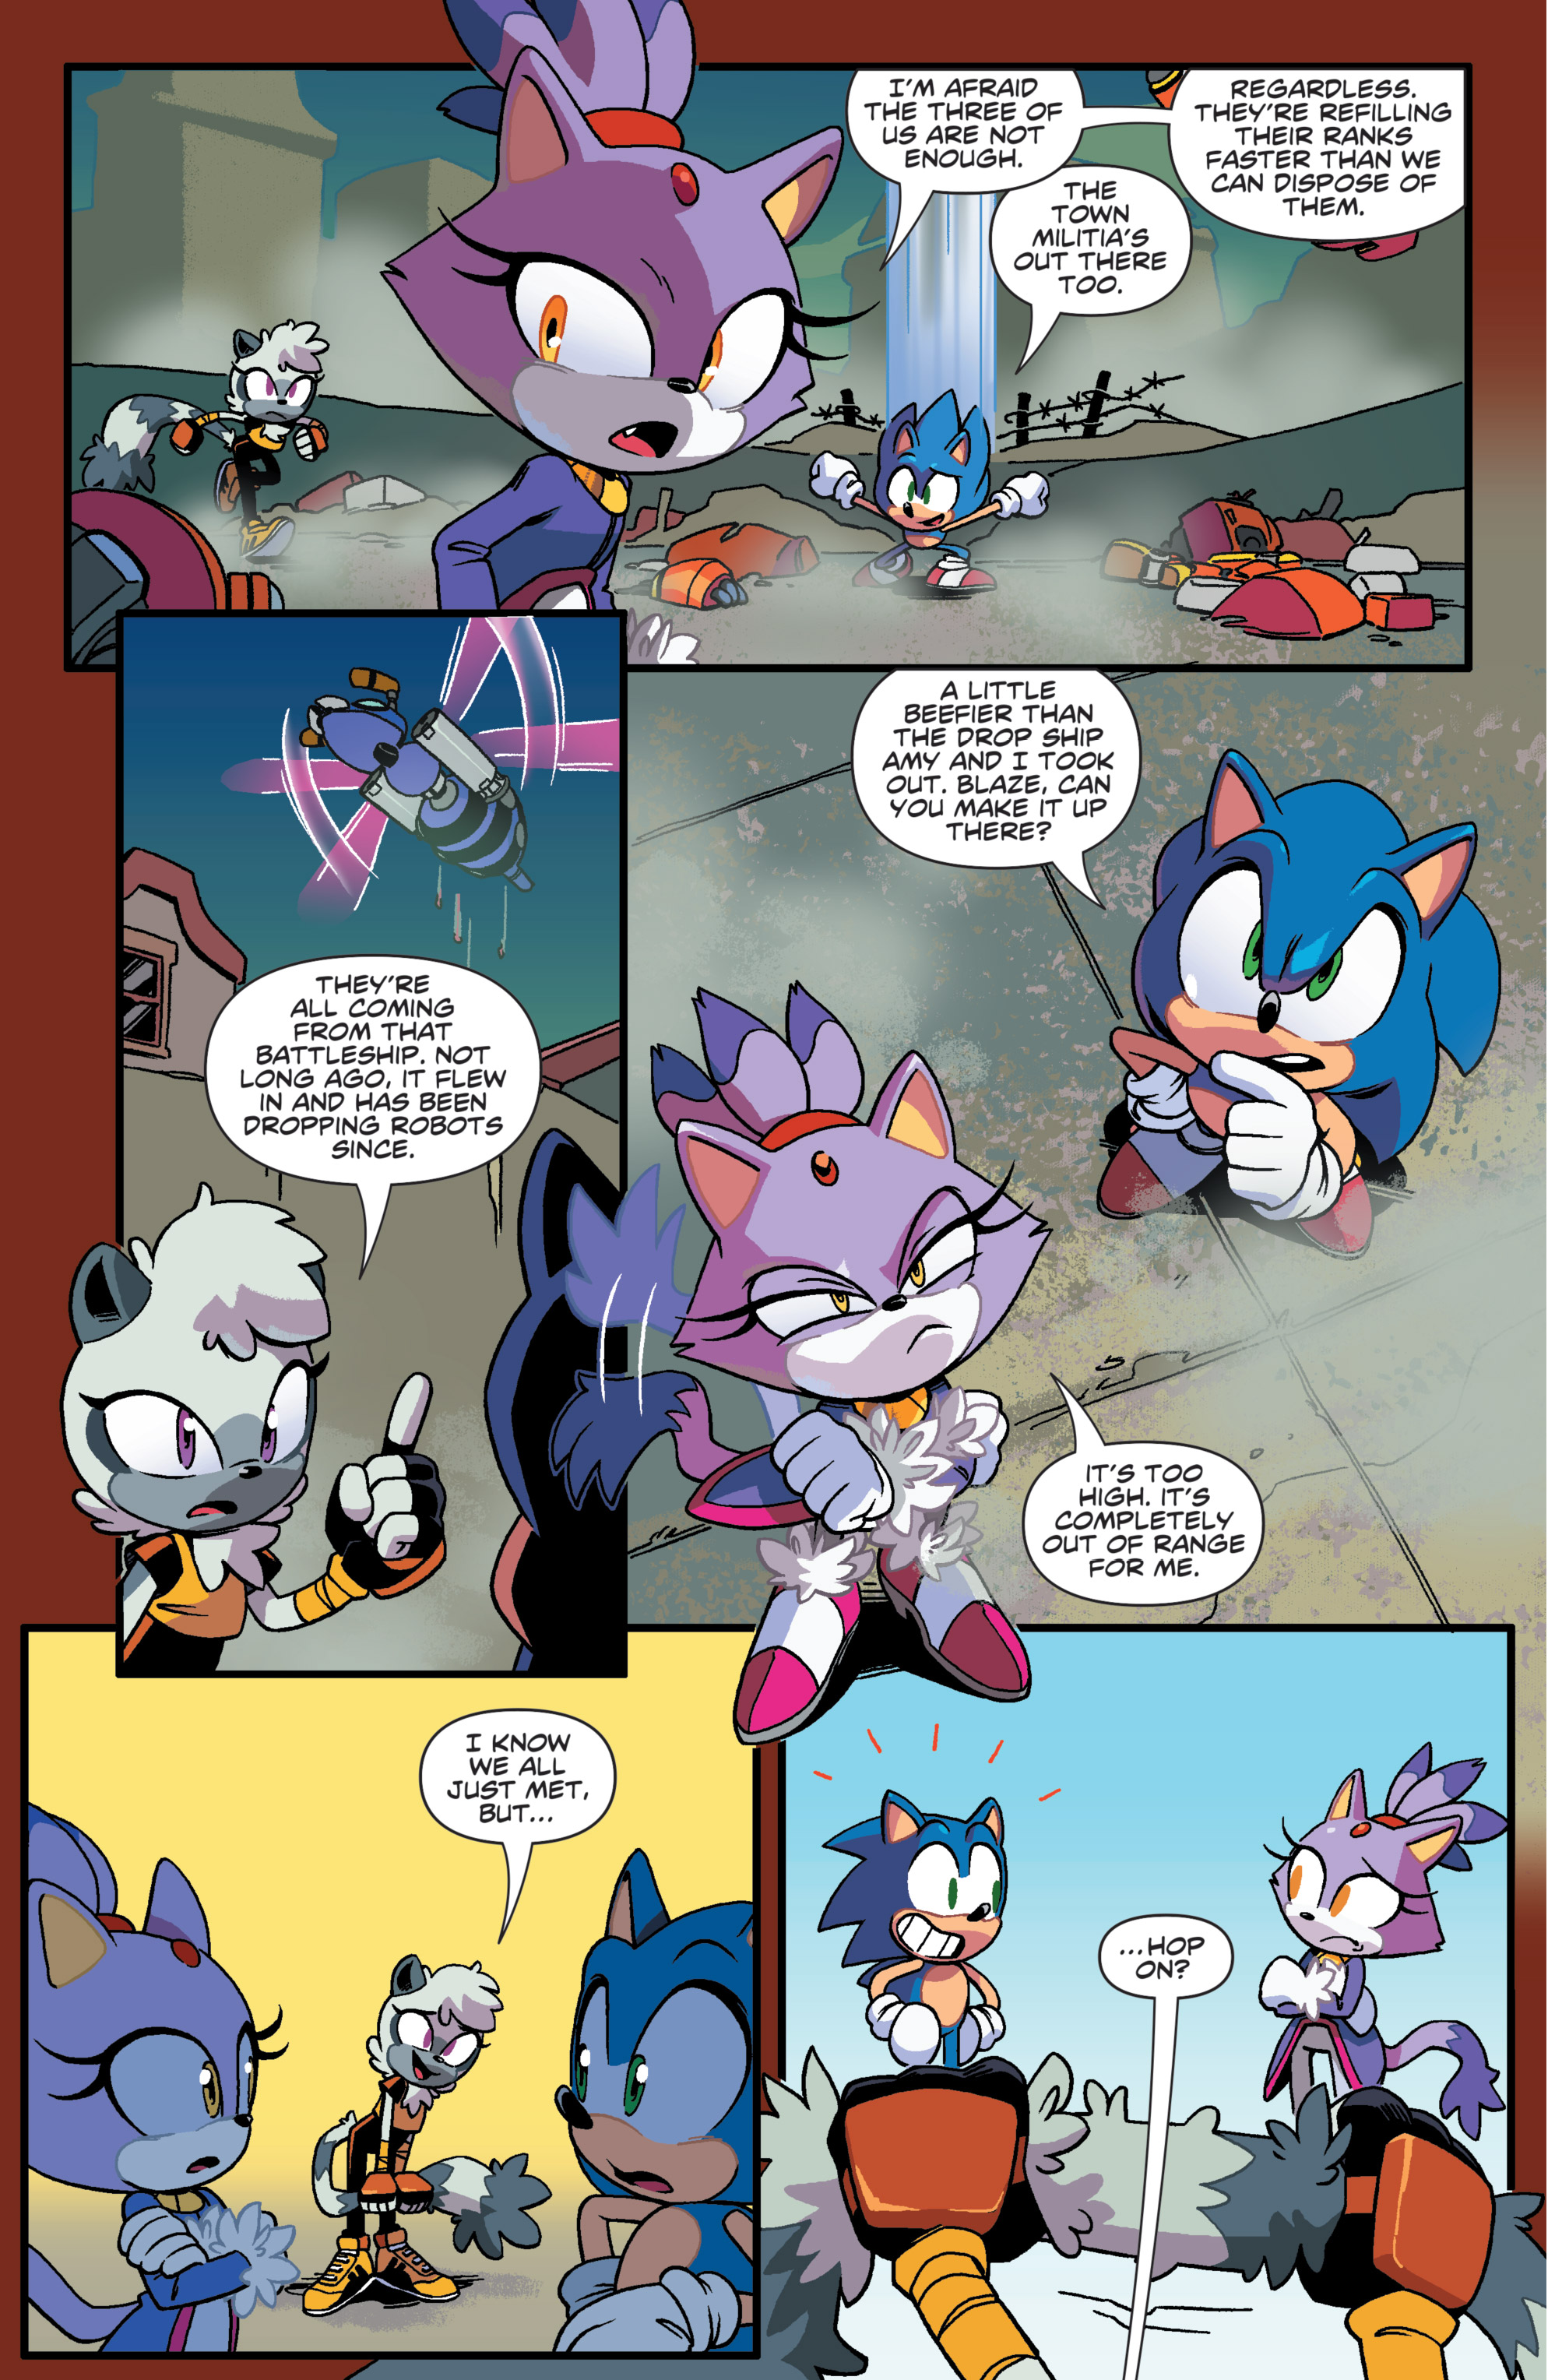 I'M AFRAID
THE THREE OF
US ARE NOT
ENOUGH.
THE
TOWN
MILITIA'S
OUT THERE
TOO.
REGARDLESS.
THEY'RE REFILLING
THEIR RANKS
FASTER THAN WE
CAN DISPOSE OF
THEM.
THEY'RE
ALL COMING
FROM THAT
BATTLESHIP. NOT
LONG AGO, IT FLEW
IN AND HAS BEEN
DROPPING ROBOTS
SINCE.
A LITTLE
BEEFIER THAN
THE DROP SHIP
AMY AND I TOOK
OUT. BLAZE, CAN
YOU MAKE IT UP
THERE?
IT'S TOO
HIGH. IT'S
COMPLETELY
OUT OF RANGE
FOR ME.
I KNOW
WE ALL
JUST MET,
BUT...
...HOP
ON?